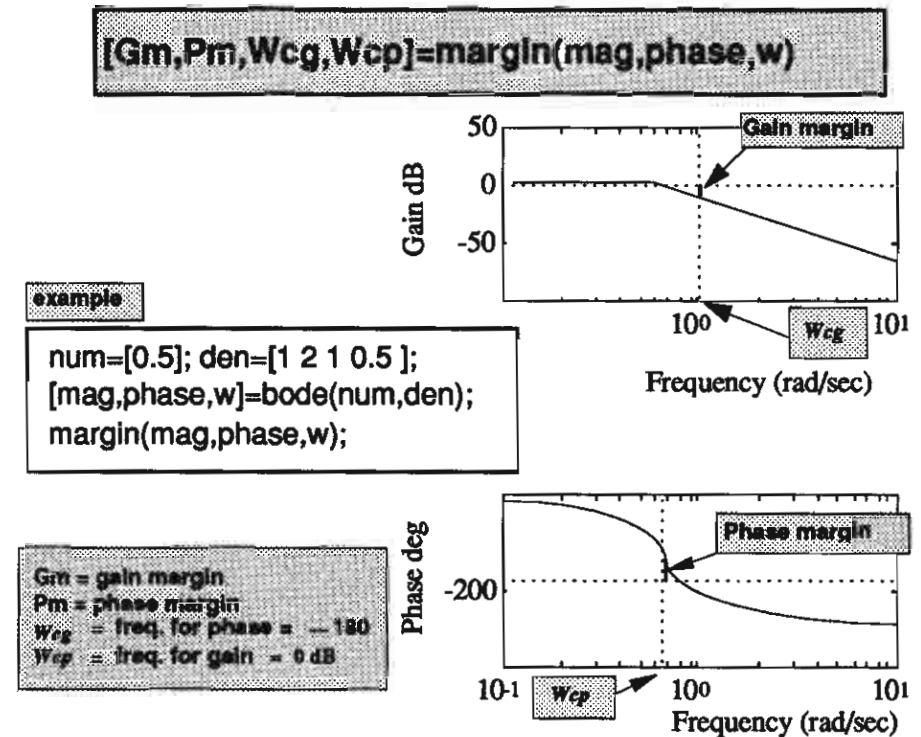 [Gm,Pm,Wcg,Wcp]=margin(mag,phase,w)
50
0
-50
Gain dB
Gain margin
10⁰
10¹
Wcg
Frequency (rad/sec)
example
num=[0.5]; den=[1 2 1 0.5 ];
[mag,phase,w]=bode(num,den);
margin(mag,phase,w);
Gm = gain margin
Pm = phase margin
Wcg = freq. for phase = – 180
Wcp = freq. for gain = 0 dB
Phase deg
-200
Phase margin
10-1
10⁰
10¹
Wcp
Frequency (rad/sec)